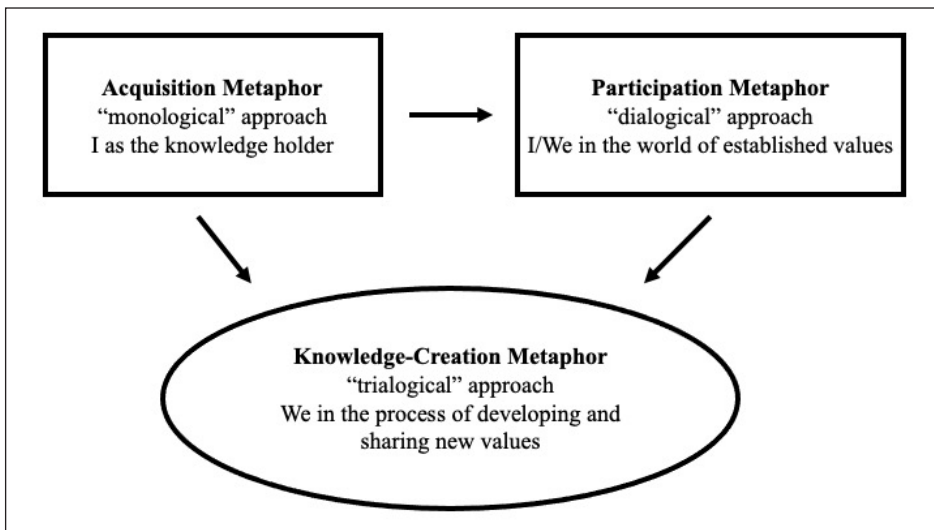 Acquisition Metaphor
“monological” approach
I as the knowledge holder
Participation Metaphor
“dialogical” approach
I/We in the world of established values
Knowledge-Creation Metaphor
“trialogical” approach
We in the process of developing and
sharing new values